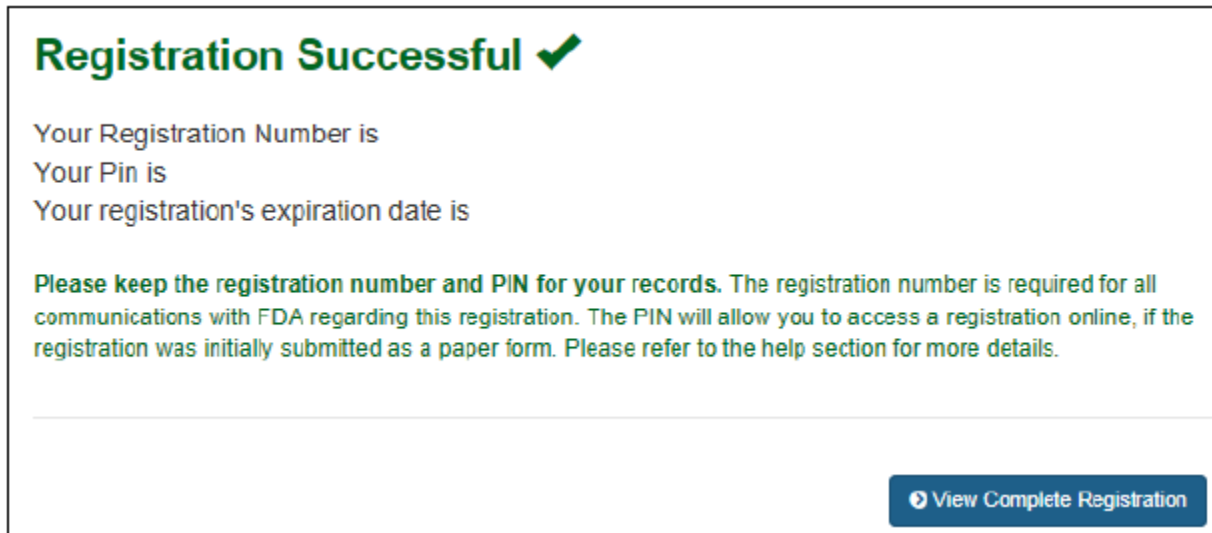 Registration Successful ✔
Your Registration Number is
Your Pin is
Your registration's expiration date is
Please keep the registration number and PIN for your records. The registration number is required for all
communications with FDA regarding this registration. The PIN will allow you to access a registration online, if the
registration was initially submitted as a paper form. Please refer to the help section for more details.
View Complete Registration